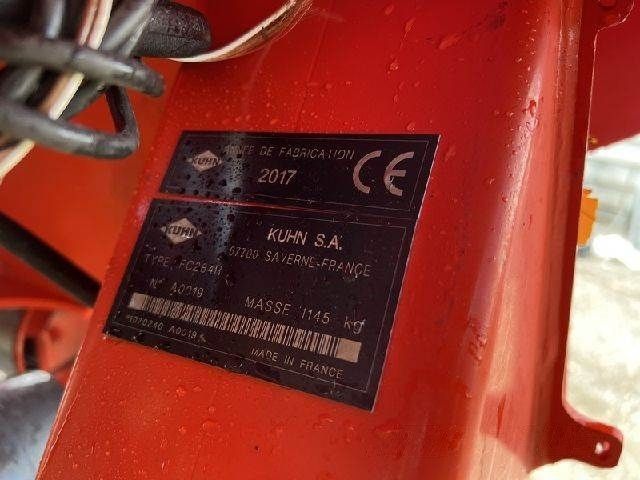 KUHN
ANNEE DE FABRICATION
2017
CE
KUHN
KUHN S.A.
67700 SAVERNE-FRANCE
TYPE
N° A0019
MASSE 1145 kg
A0019
MADE IN FRANCE